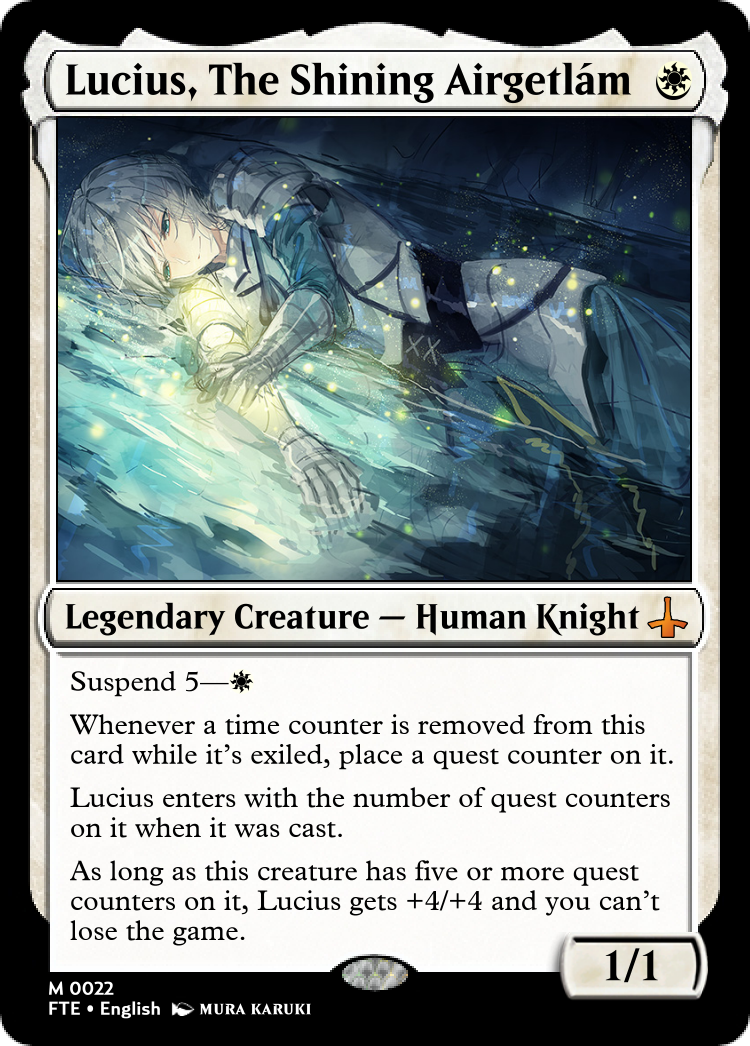 Lucius, The Shining Airgetlám
Legendary Creature — Human Knight
Suspend 5—
Whenever a time counter is removed from this
card while it's exiled, place a quest counter on it.
Lucius enters with the number of quest counters
on it when it was cast.
As long as this creature has five or more quest
counters on it, Lucius gets +4/+4 and you can't
lose the game.
1/1
M 0022
FTE • English MURA KARUKI